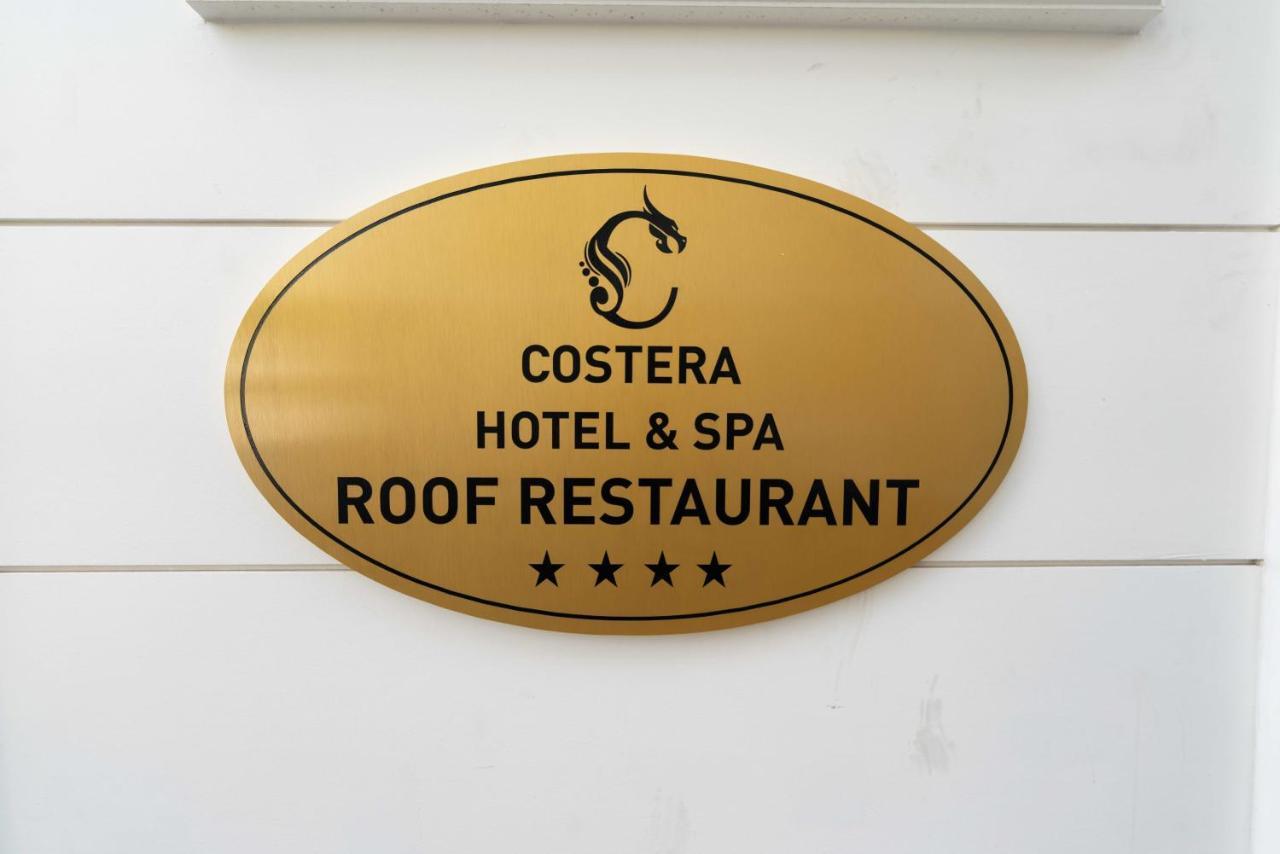 COSTERA
HOTEL & SPA
ROOF RESTAURANT